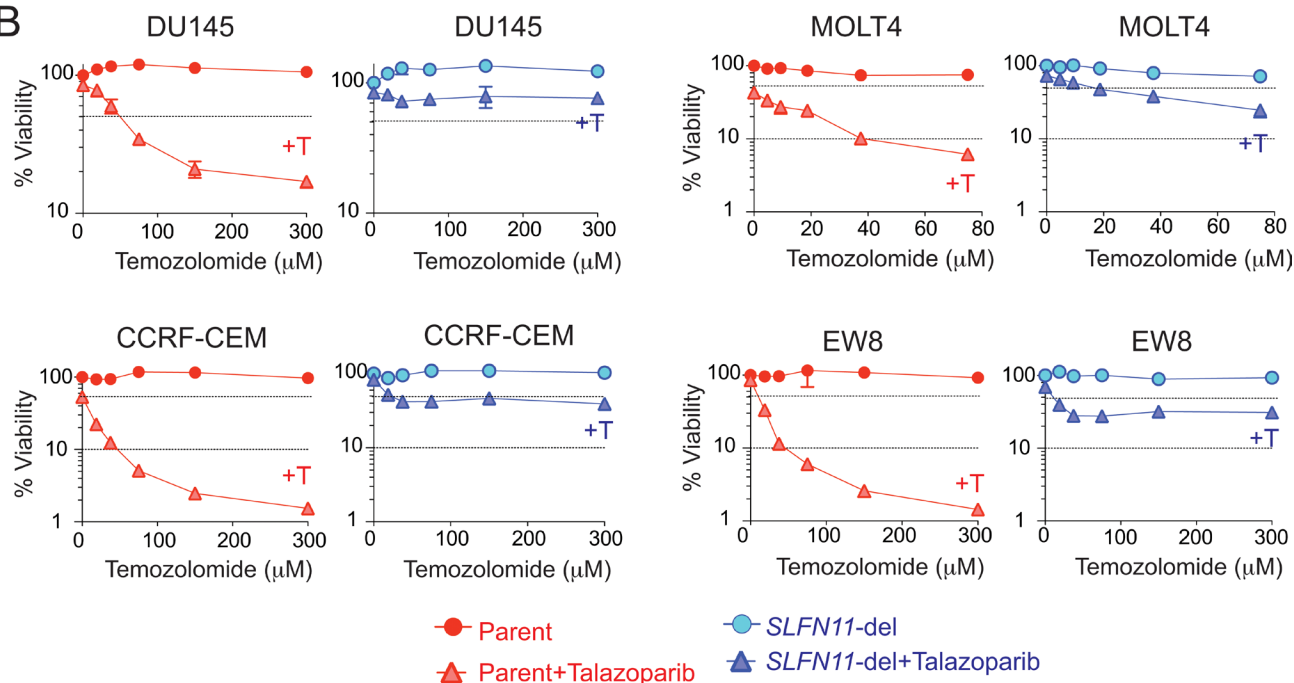 B
DU145
DU145
MOLT4
MOLT4
% Viability
100
10
0 100 200 300
Temozolomide (μM)
+T
100
10
0 100 200 300
Temozolomide (μM)
+T
% Viability
100
10
1
0 20 40 60 80
Temozolomide (μM)
+T
100
10
1
0 20 40 60 80
Temozolomide (μM)
+T
CCRF-CEM
CCRF-CEM
EW8
EW8
% Viability
100
10
1
0 100 200 300
Temozolomide (μM)
+T
100
10
1
0 100 200 300
Temozolomide (μM)
+T
% Viability
100
10
1
0 100 200 300
Temozolomide (μM)
+T
100
10
1
0 100 200 300
Temozolomide (μM)
+T
Parent
Parent+Talazoparib
SLFN11-del
SLFN11-del+Talazoparib